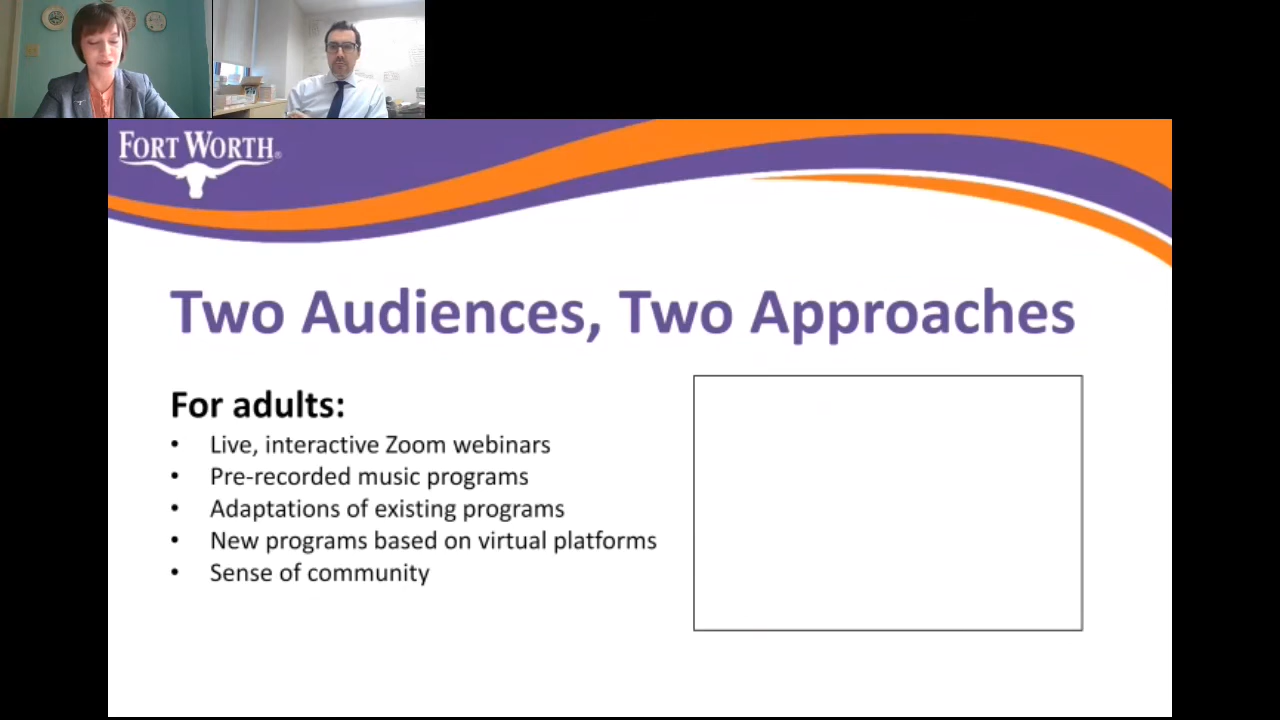 FORT WORTH®
Two Audiences, Two Approaches
For adults:
• Live, interactive Zoom webinars
• Pre-recorded music programs
• Adaptations of existing programs
• New programs based on virtual platforms
• Sense of community